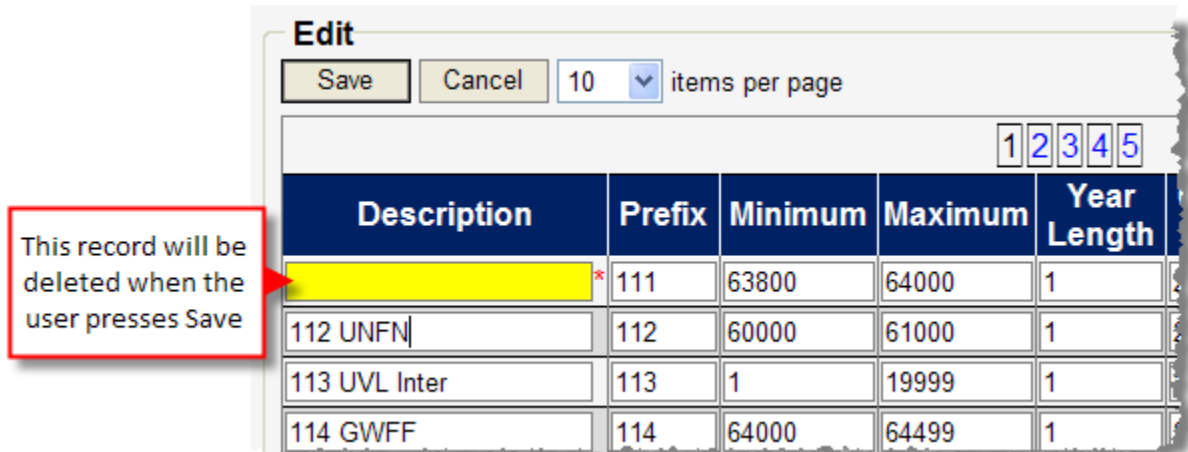 Edit
Save Cancel 10 items per page
1 2 3 4 5
Description Prefix Minimum Maximum Year Length
This record will be
deleted when the
user presses Save
* 111 63800 64000 1
112 UNFN 112 60000 61000 1
113 UVL Inter 113 1 19999 1
114 GWFF 114 64000 64499 1